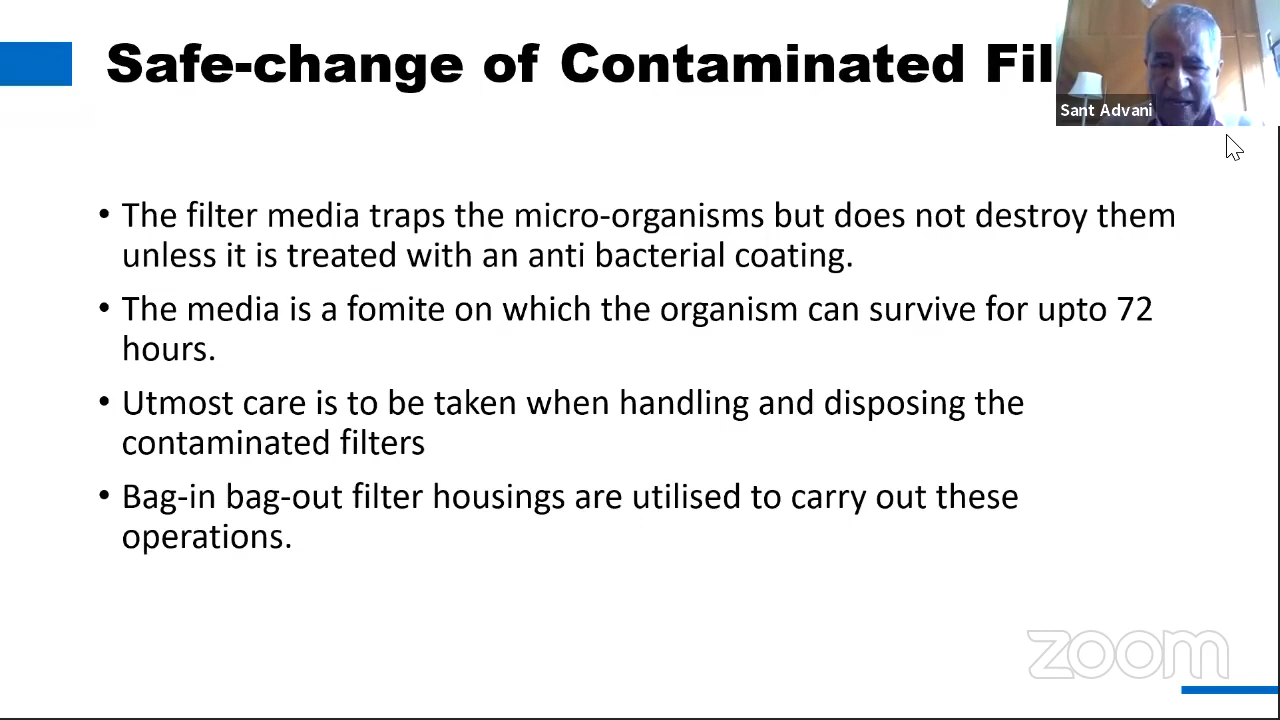 Safe-change of Contaminated Fil
Sant Advani
• The filter media traps the micro-organisms but does not destroy them
unless it is treated with an anti bacterial coating.
• The media is a fomite on which the organism can survive for upto 72
hours.
• Utmost care is to be taken when handling and disposing the
contaminated filters
• Bag-in bag-out filter housings are utilised to carry out these
operations.
zoom